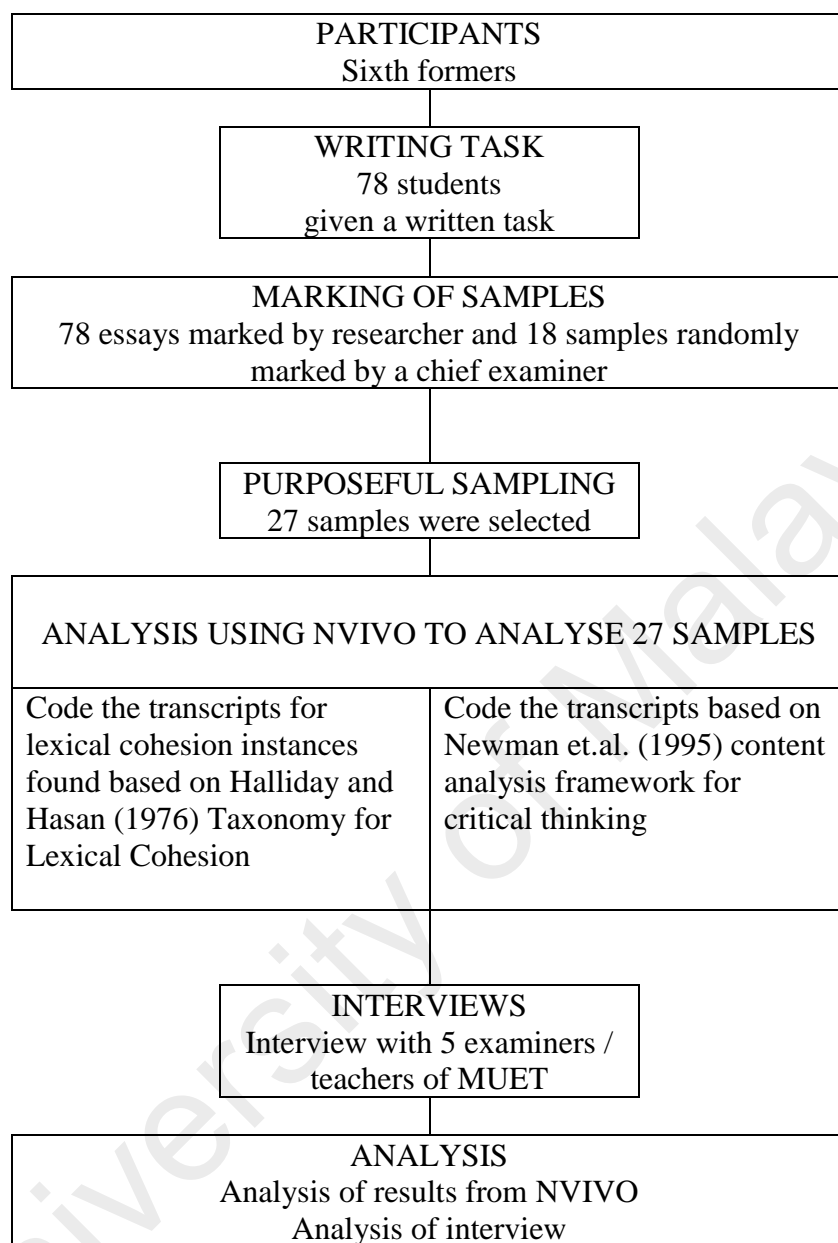 PARTICIPANTS
Sixth formers
WRITING TASK
78 students
given a written task
MARKING OF SAMPLES
78 essays marked by researcher and 18 samples randomly
marked by a chief examiner
PURPOSEFUL SAMPLING
27 samples were selected
ANALYSIS USING NVIVO TO ANALYSE 27 SAMPLES
Code the transcripts for
lexical cohesion instances
found based on Halliday and
Hasan (1976) Taxonomy for
Lexical Cohesion
Code the transcripts based on
Newman et.al. (1995) content
analysis framework for
critical thinking
INTERVIEWS
Interview with 5 examiners /
teachers of MUET
ANALYSIS
Analysis of results from NVIVO
Analysis of interview